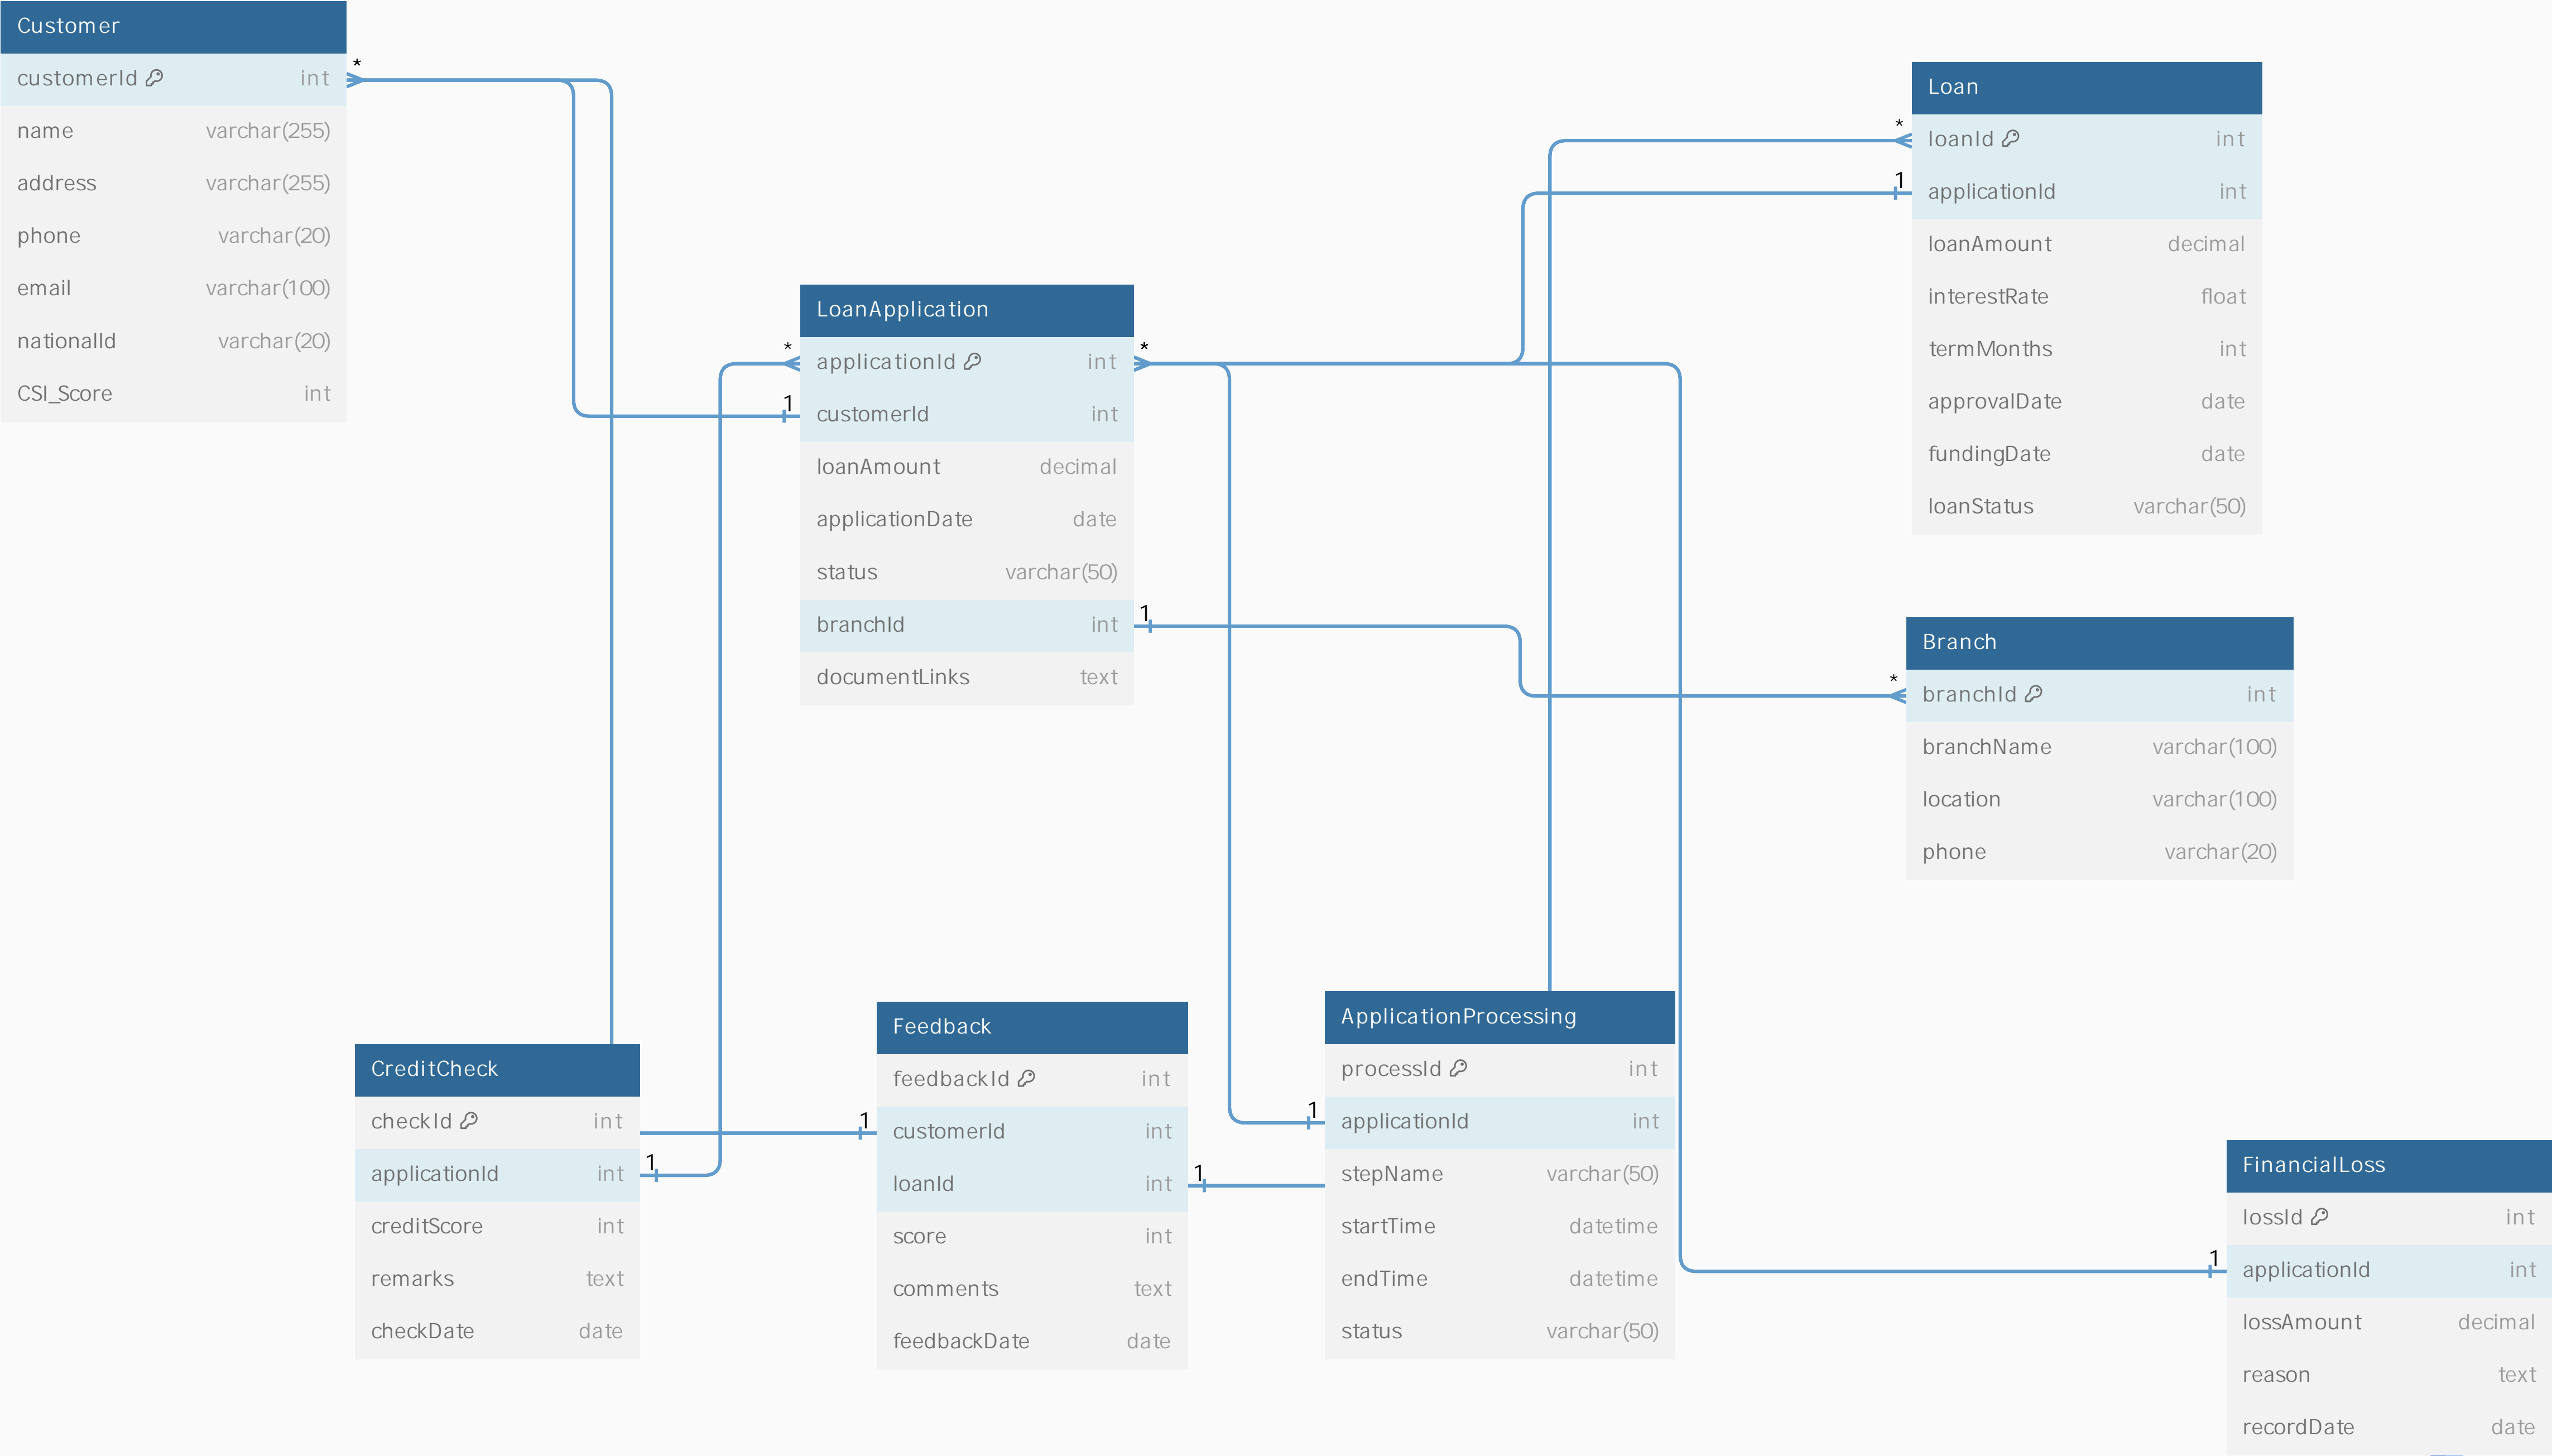 Customer
customerId int
name varchar(255)
address varchar(255)
phone varchar(20)
email varchar(100)
nationalId varchar(20)
CSI_Score int
*
Loan
loanId int
applicationId int
loanAmount decimal
interestRate float
termMonths int
approvalDate date
fundingDate date
loanStatus varchar(50)
*
1
LoanApplication
applicationId int
customerId int
loanAmount decimal
applicationDate date
status varchar(50)
branchId int
documentLinks text
*
*
1
1
Branch
branchId int
branchName varchar(100)
location varchar(100)
phone varchar(20)
*
CreditCheck
checkId int
applicationId int
creditScore int
remarks text
checkDate date
1
Feedback
feedbackId int
customerId int
loanId int
score int
comments text
feedbackDate date
1
1
ApplicationProcessing
processId int
applicationId int
stepName varchar(50)
startTime datetime
endTime datetime
status varchar(50)
1
FinancialLoss
lossId int
applicationId int
lossAmount decimal
reason text
recordDate date
1